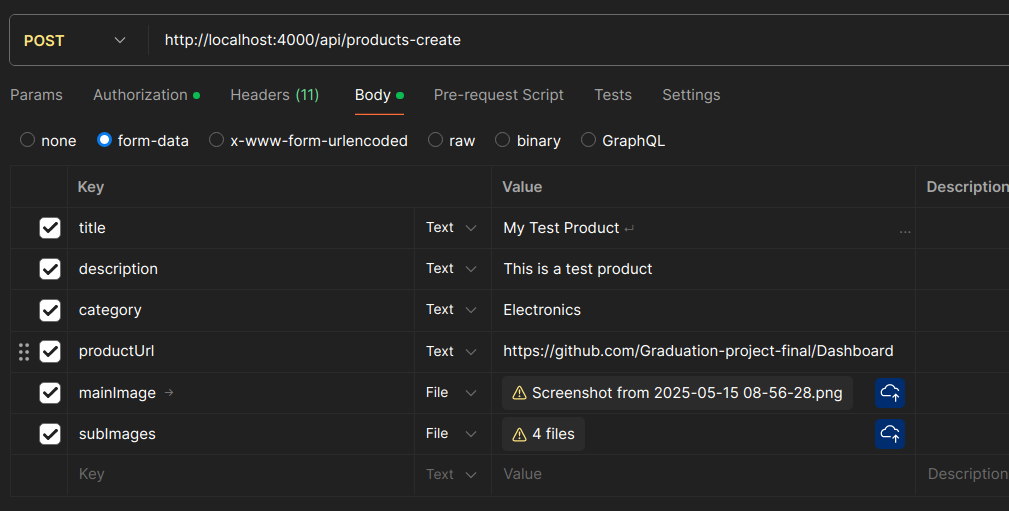 POST http://localhost:4000/api/products-create
Params Authorization Headers (11) Body Pre-request Script Tests Settings
none form-data x-www-form-urlencoded raw binary GraphQL
Key Value Description
title Text My Test Product ↵ ...
description Text This is a test product
category Text Electronics
productUrl Text https://github.com/Graduation-project-final/Dashboard
mainImage → File Screenshot from 2025-05-15 08-56-28.png
subImages File 4 files
Key Text Value Description